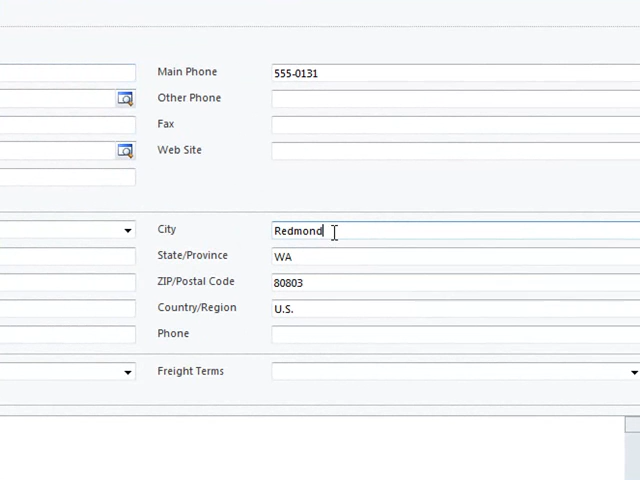 Main Phone 555-0131
Other Phone
Fax
Web Site
City Redmond
State/Province WA
ZIP/Postal Code 80803
Country/Region U.S.
Phone
Freight Terms